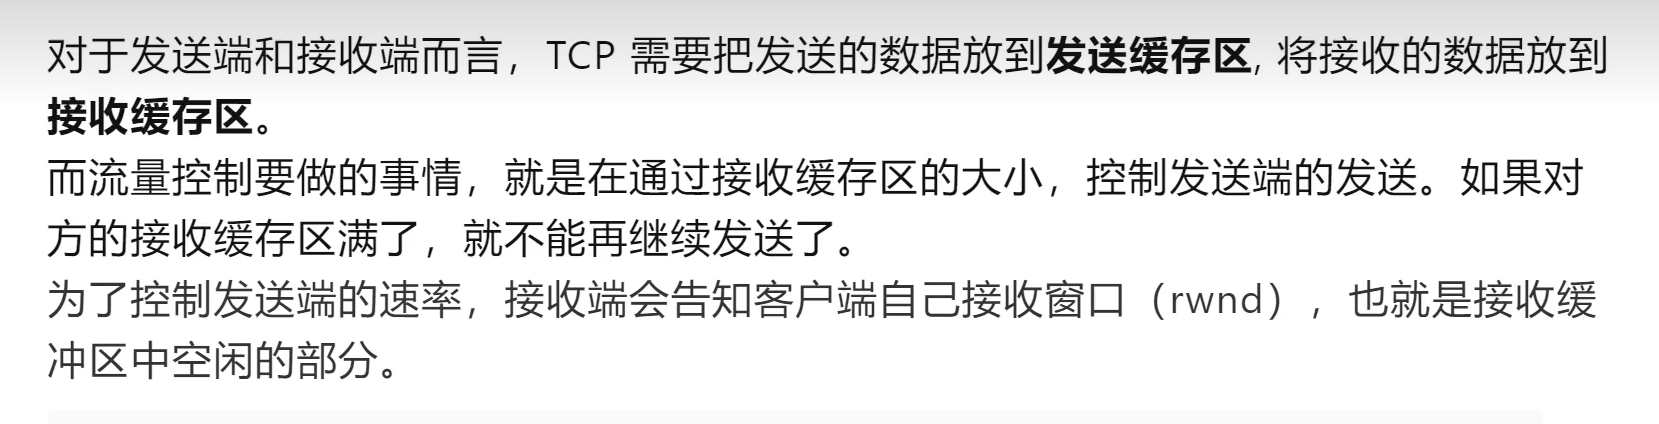 对于发送端和接收端而言，TCP 需要把发送的数据放到发送缓存区, 将接收的数据放到
接收缓存区。
而流量控制要做的事情，就是在通过接收缓存区的大小，控制发送端的发送。如果对
方的接收缓存区满了，就不能再继续发送了。
为了控制发送端的速率，接收端会告知客户端自己接收窗口（rwnd），也就是接收缓
冲区中空闲的部分。